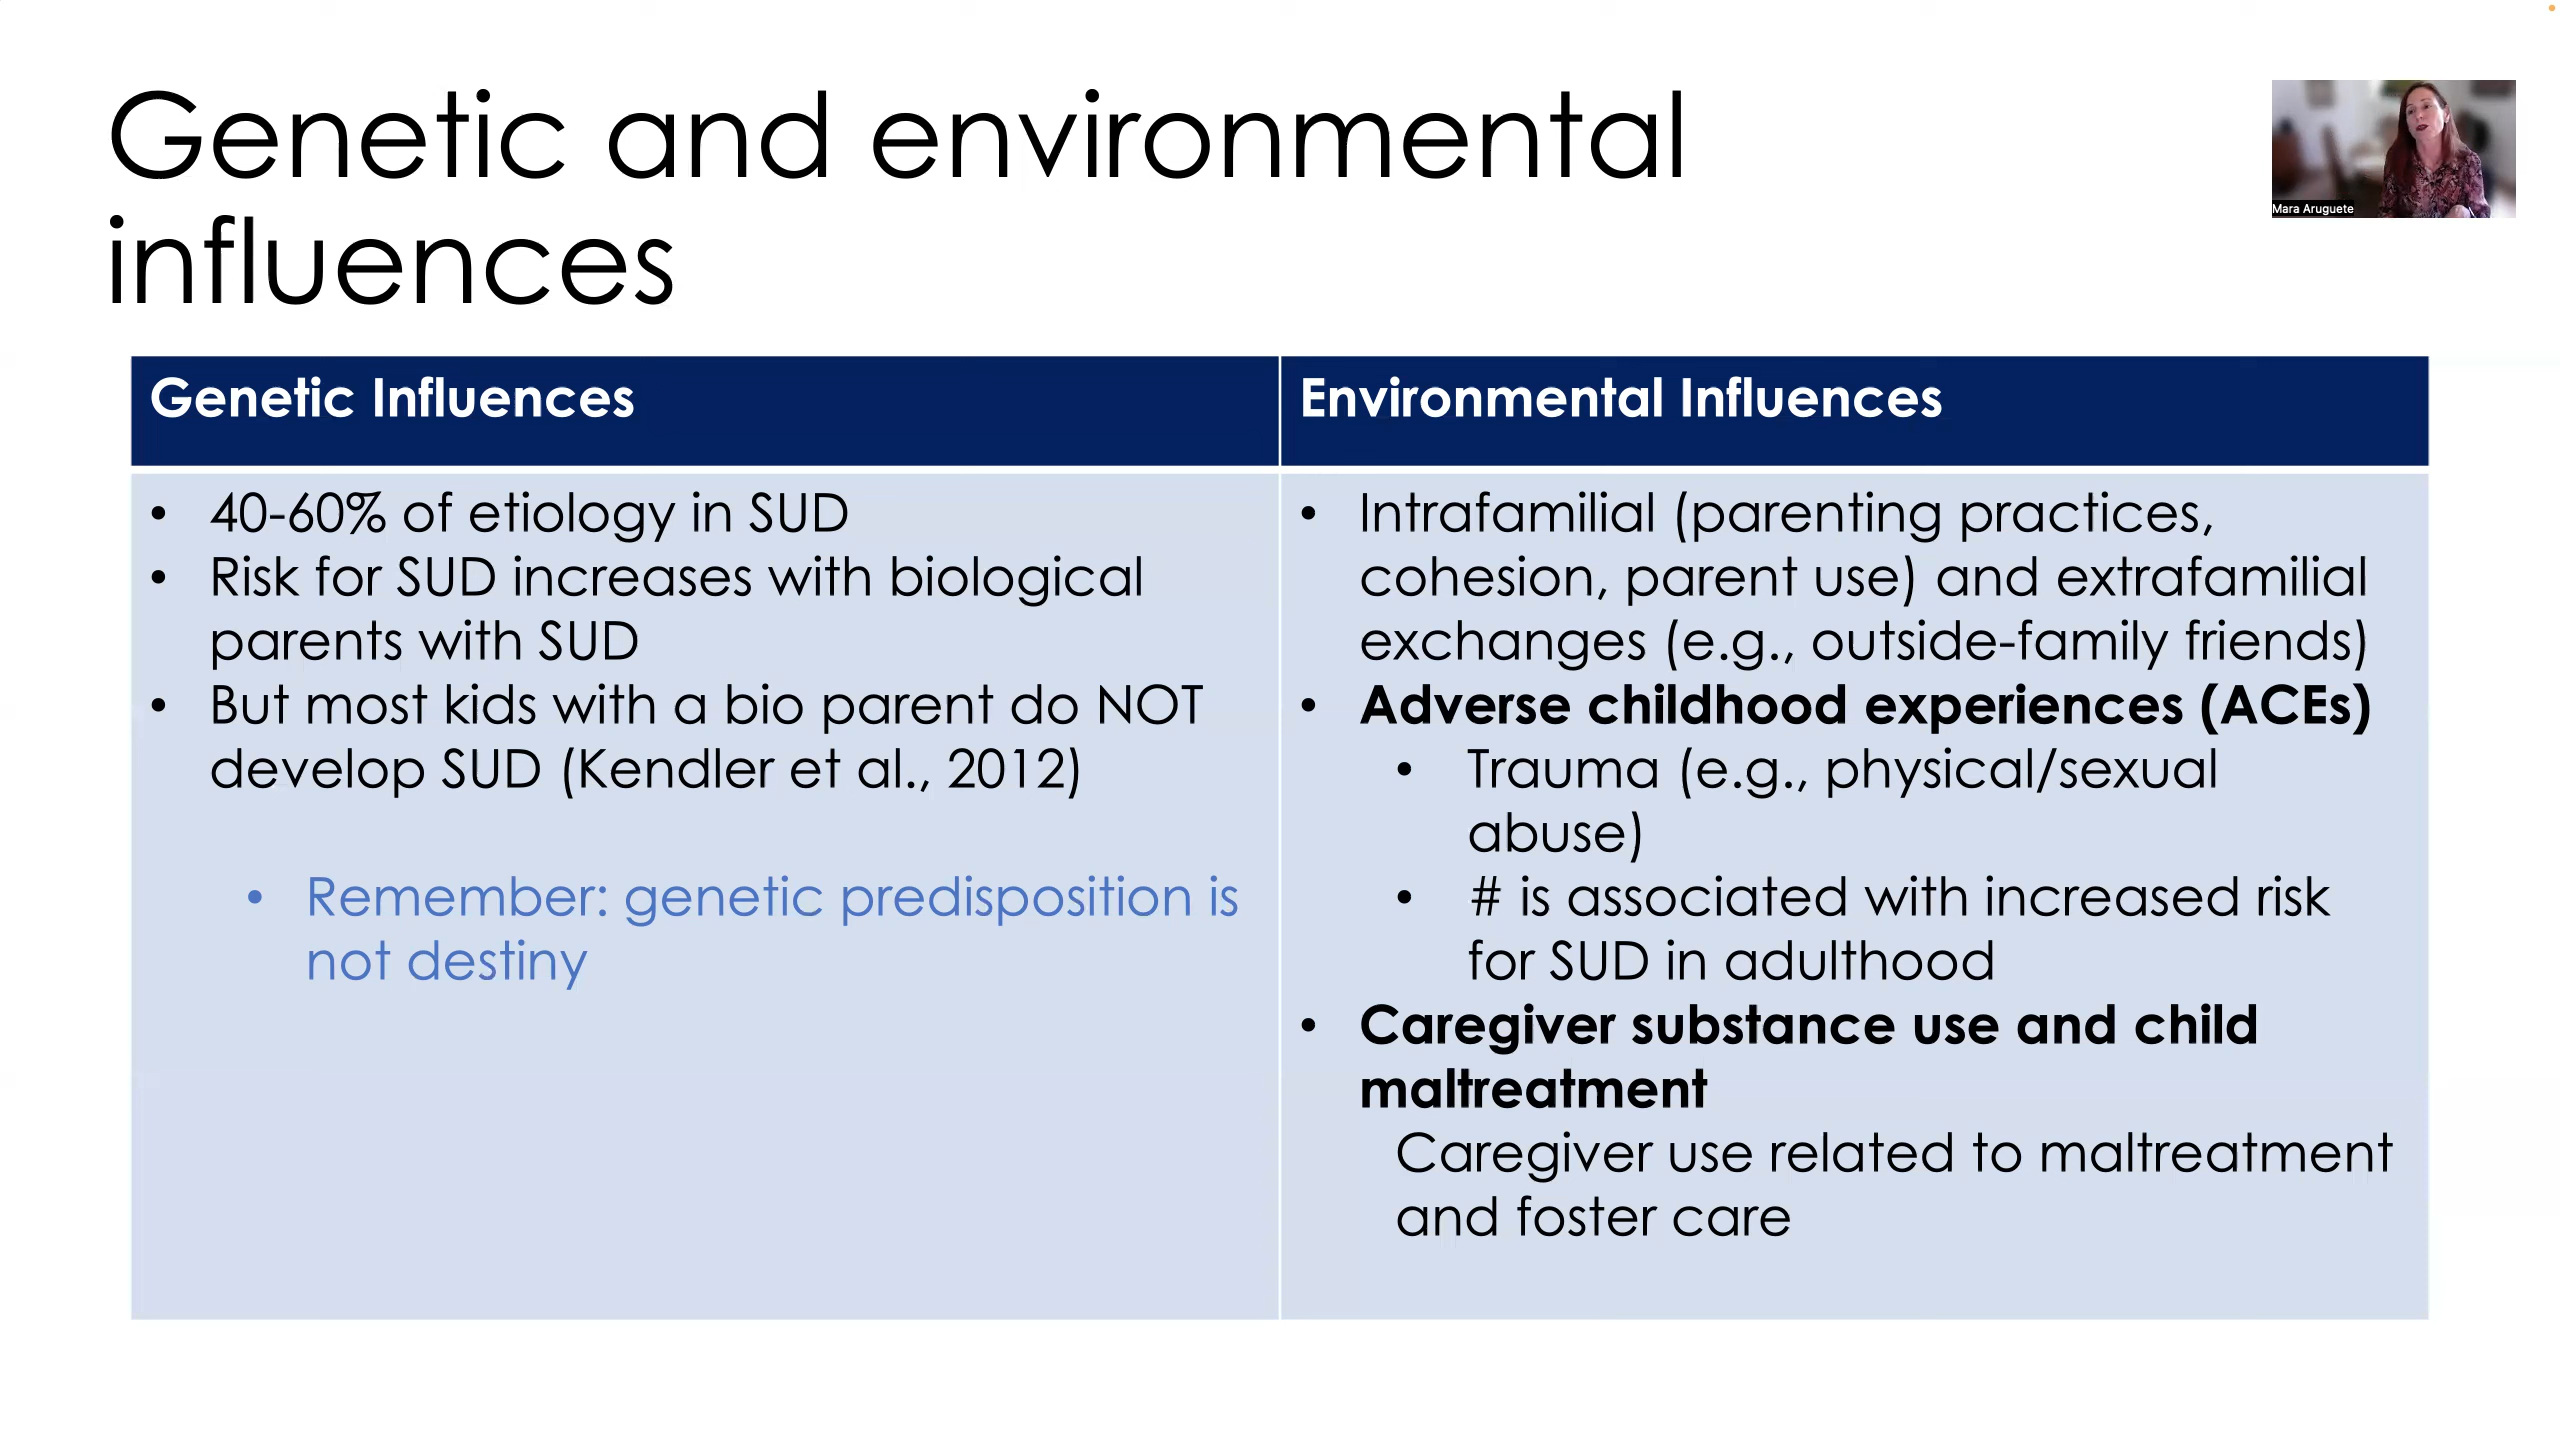 Genetic and environmental
influences
Mara Aruguete
Genetic Influences
Environmental Influences
• 40-60% of etiology in SUD
• Risk for SUD increases with biological
parents with SUD
• But most kids with a bio parent do NOT
develop SUD (Kendler et al., 2012)
• Remember: genetic predisposition is
not destiny
• Intrafamilial (parenting practices,
cohesion, parent use) and extrafamilial
exchanges (e.g., outside-family friends)
• Adverse childhood experiences (ACEs)
• Trauma (e.g., physical/sexual
abuse)
• # is associated with increased risk
for SUD in adulthood
• Caregiver substance use and child
maltreatment
Caregiver use related to maltreatment
and foster care